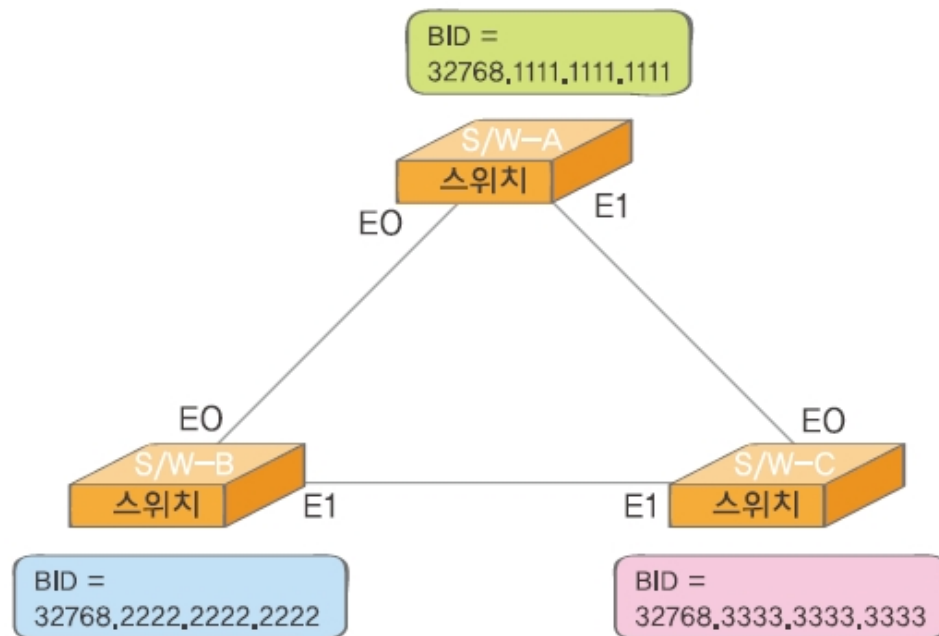 BID =
32768.1111.1111.1111
S/W-A
스위치
E0
E1
E0
E0
S/W-B
S/W-C
스위치
E1
E1
스위치
BID =
32768.2222.2222.2222
BID =
32768.3333.3333.3333